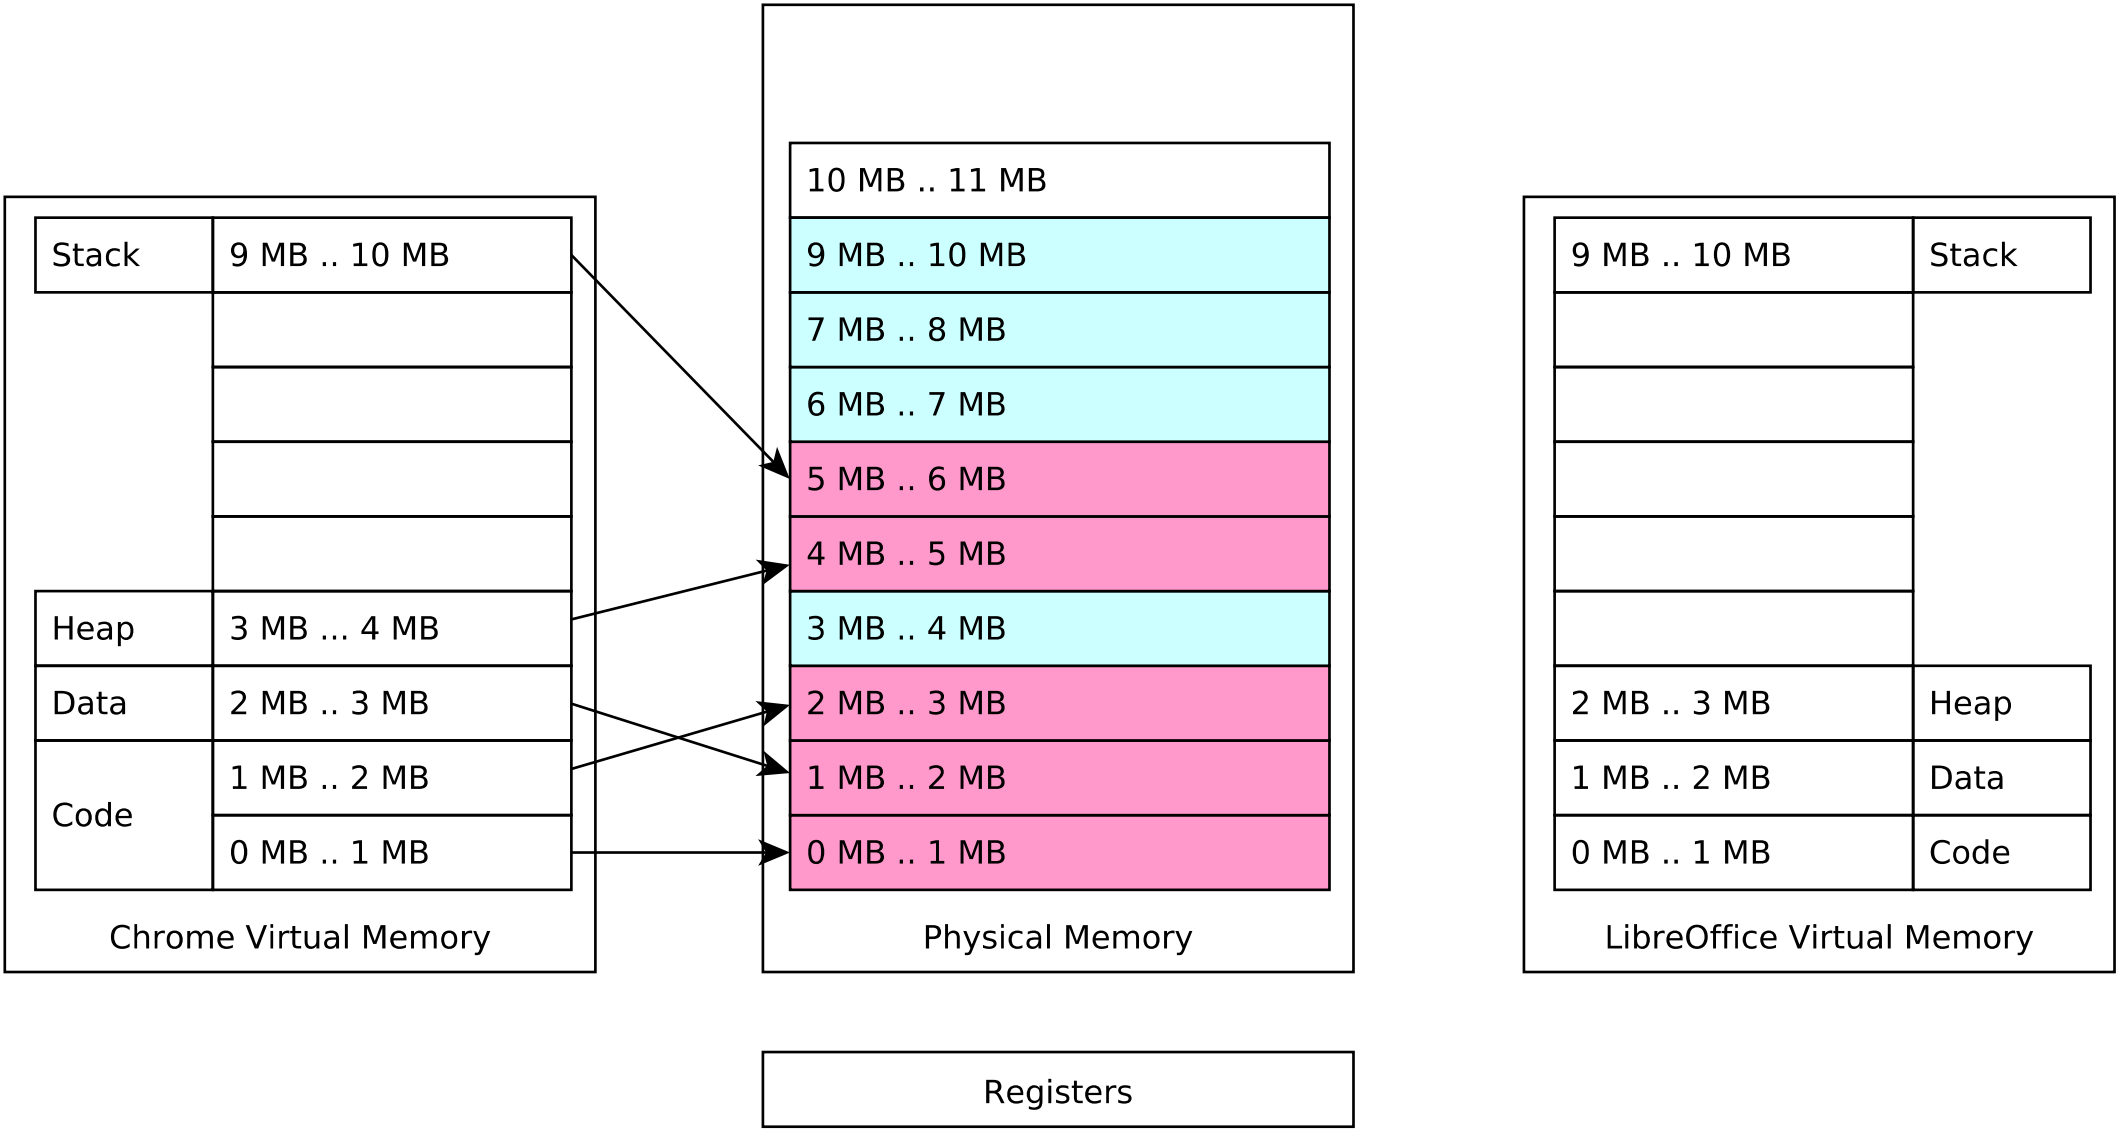 Stack
9 MB .. 10 MB
Heap
3 MB ... 4 MB
Data
2 MB .. 3 MB
Code
1 MB .. 2 MB
0 MB .. 1 MB
Chrome Virtual Memory
10 MB .. 11 MB
9 MB .. 10 MB
7 MB .. 8 MB
6 MB .. 7 MB
5 MB .. 6 MB
4 MB .. 5 MB
3 MB .. 4 MB
2 MB .. 3 MB
1 MB .. 2 MB
0 MB .. 1 MB
Physical Memory
9 MB .. 10 MB
Stack
2 MB .. 3 MB
Heap
1 MB .. 2 MB
Data
0 MB .. 1 MB
Code
LibreOffice Virtual Memory
Registers